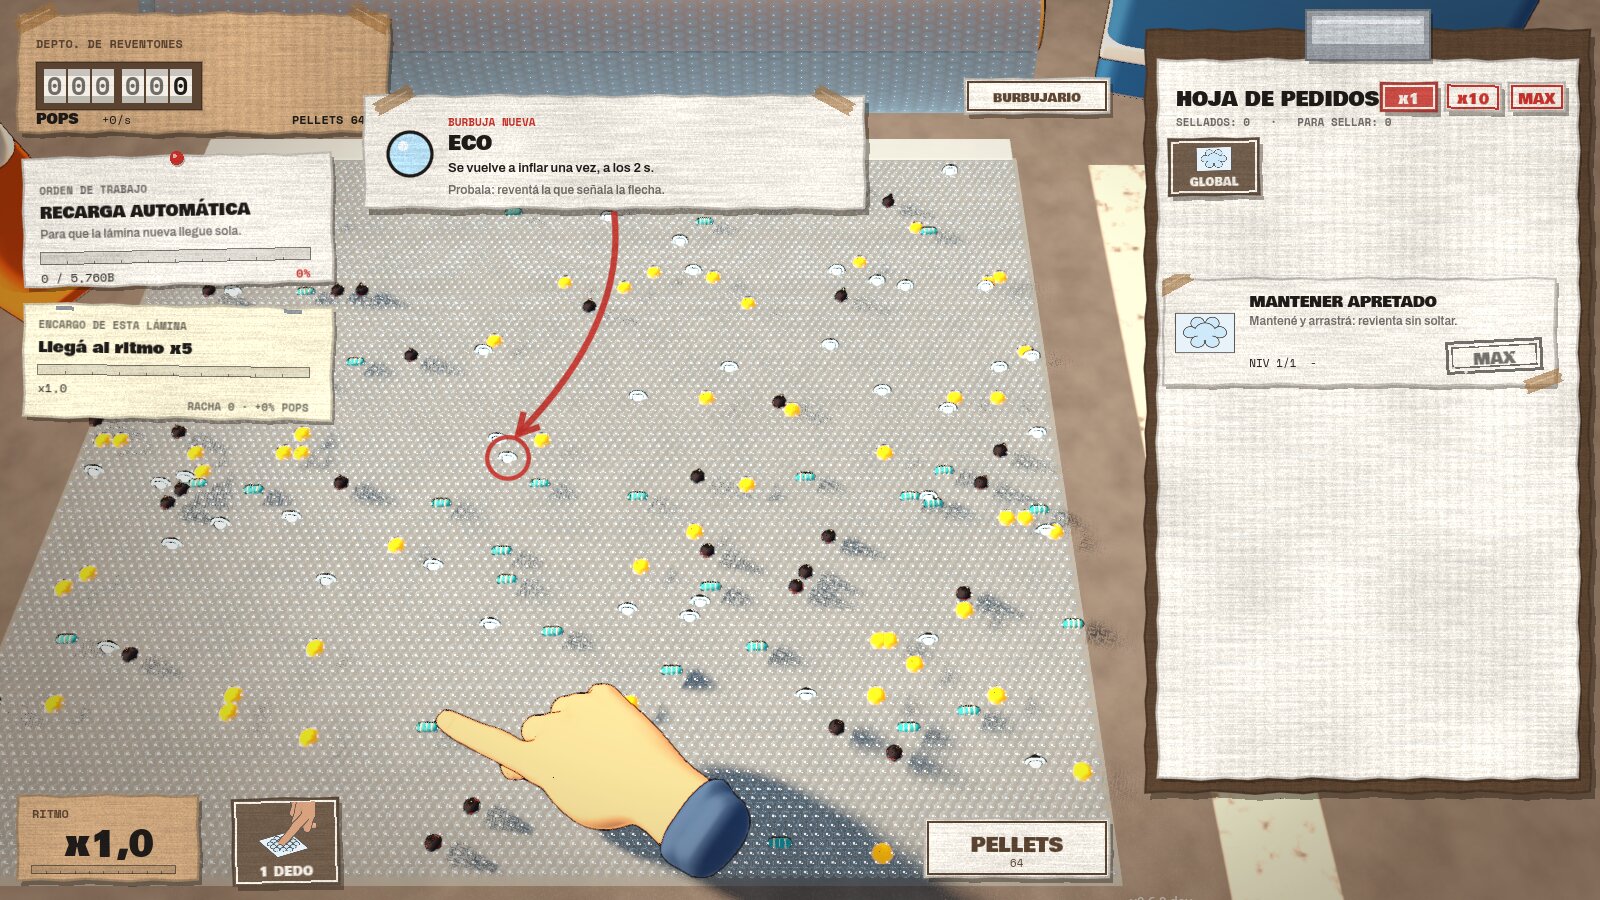 DEPTO. DE REVENTONES
000 000
POPS +0/s PELLETS 64
ORDEN DE TRABAJO
RECARGA AUTOMÁTICA
Para que la lámina nueva llegue sola.
0 / 5.760B 0%
ENCARGO DE ESTA LÁMINA
Llegá al ritmo x5
x1,0
RACHA 0 · +0% POPS
BURBUJA NUEVA
ECO
Se vuelve a inflar una vez, a los 2 s.
Probala: reventá la que señala la flecha.
BURBUJARIO
HOJA DE PEDIDOS
x1
x10
MAX
SELLADOS: 0 · PARA SELLAR: 0
GLOBAL
MANTENER APRETADO
Mantené y arrastrá: revienta sin soltar.
NIV 1/1 -
MAX
RITMO
x1,0
1 DEDO
PELLETS
64